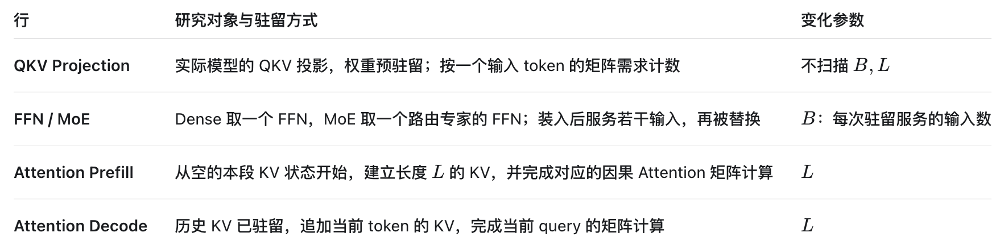 行 研究对象与驻留方式 变化参数
QKV Projection 实际模型的 QKV 投影，权重预驻留；按一个输入 token 的矩阵需求计数 不扫描 B, L
FFN / MoE Dense 取一个 FFN，MoE 取一个路由专家的 FFN；装入后服务若干输入，再被替换 B：每次驻留服务的输入数
Attention Prefill 从空的本段 KV 状态开始，建立长度 L 的 KV，并完成对应的因果 Attention 矩阵计算 L
Attention Decode 历史 KV 已驻留，追加当前 token 的 KV，完成当前 query 的矩阵计算 L